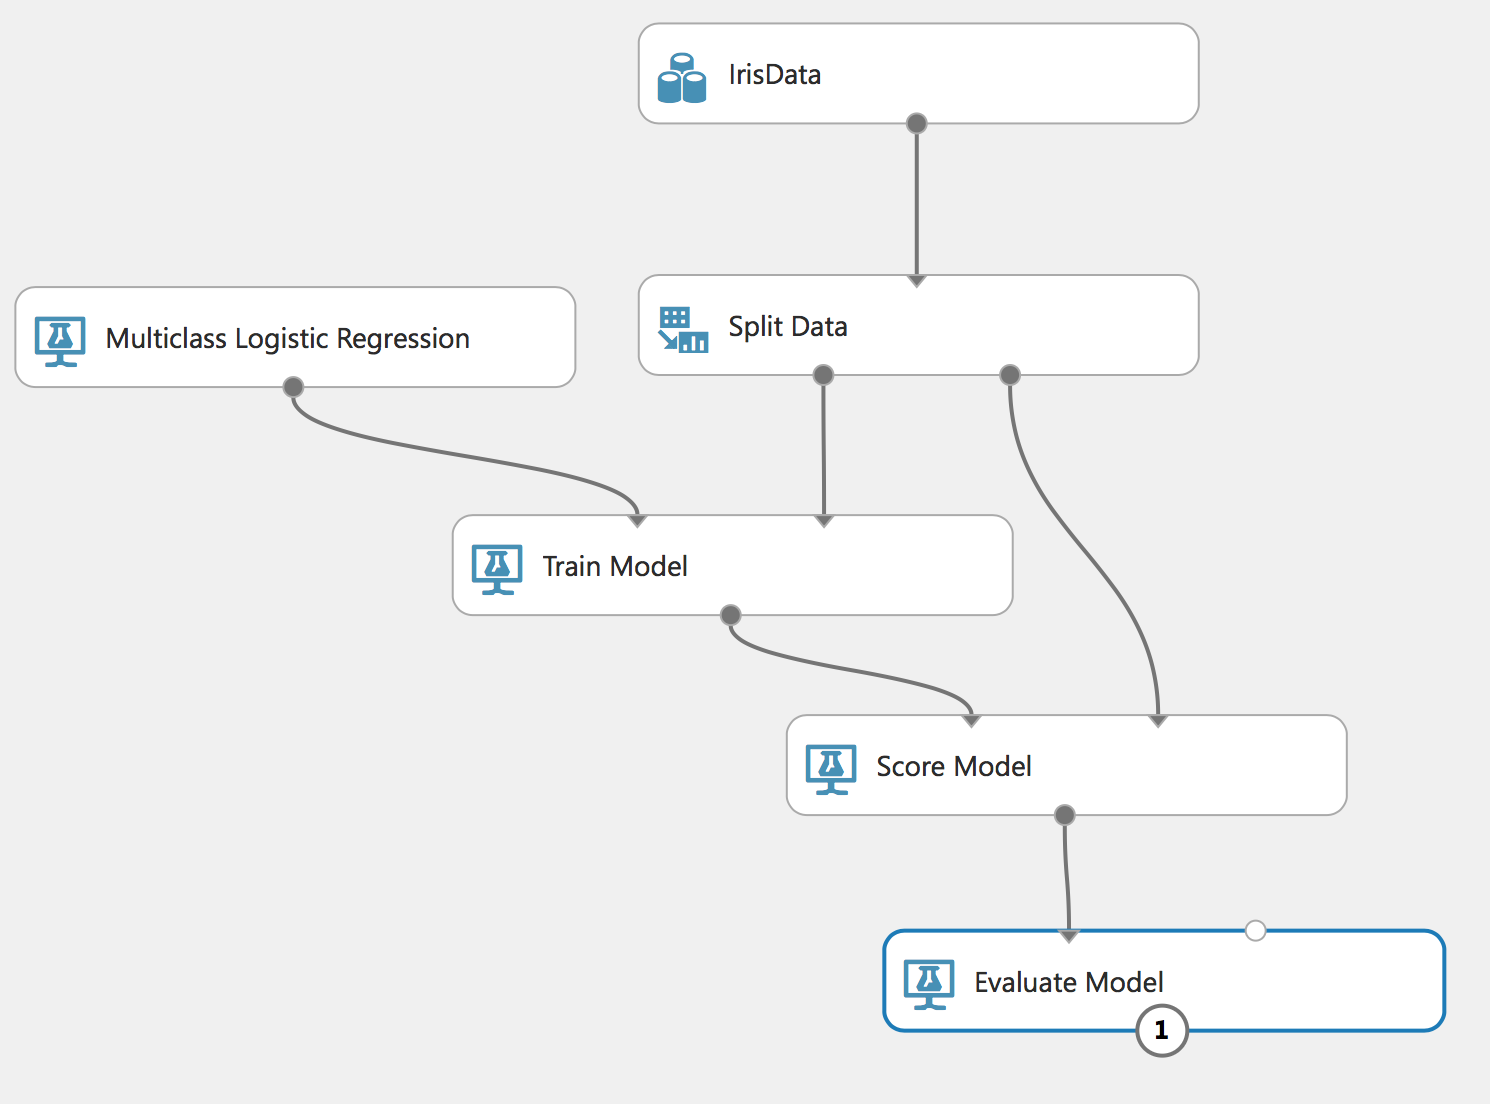 IrisData
Split Data
Multiclass Logistic Regression
Train Model
Score Model
Evaluate Model
1